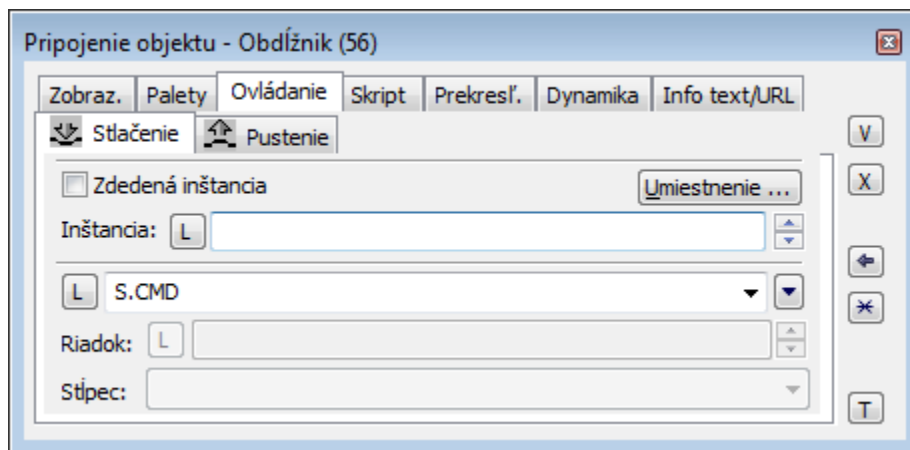 Pripojenie objektu - Obdĺžnik (56)
Zobraz. Palety Ovládanie Skript Prekresľ. Dynamika Info text/URL
Stlačenie Pustenie V
Zdedená inštancia Umiestnenie ... X
Inštancia: L
L S.CMD
Riadok: L
Stĺpec:
T